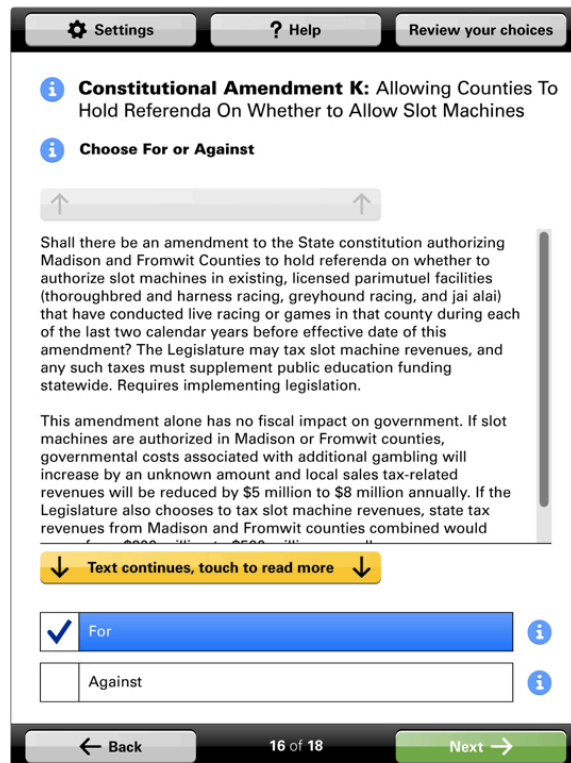 Settings
? Help
Review your choices
Constitutional Amendment K: Allowing Counties To
Hold Referenda On Whether to Allow Slot Machines
Choose For or Against
Shall there be an amendment to the State constitution authorizing
Madison and Fromwit Counties to hold referenda on whether to
authorize slot machines in existing, licensed parimutuel facilities
(thoroughbred and harness racing, greyhound racing, and jai alai)
that have conducted live racing or games in that county during each
of the last two calendar years before effective date of this
amendment? The Legislature may tax slot machine revenues, and
any such taxes must supplement public education funding
statewide. Requires implementing legislation.
This amendment alone has no fiscal impact on government. If slot
machines are authorized in Madison or Fromwit counties,
governmental costs associated with additional gambling will
increase by an unknown amount and local sales tax-related
revenues will be reduced by $5 million to $8 million annually. If the
Legislature also chooses to tax slot machine revenues, state tax
revenues from Madison and Fromwit counties combined would
Text continues, touch to read more
For
Against
Back
16 of 18
Next